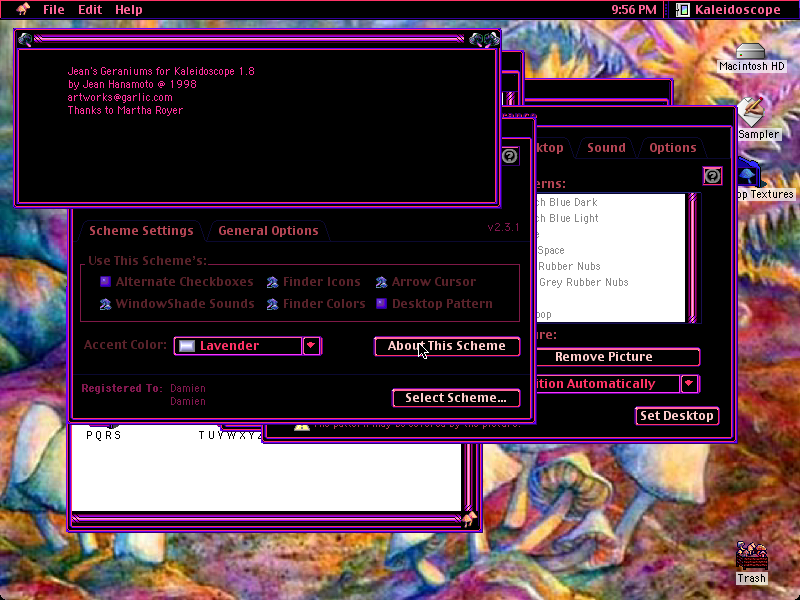 File Edit Help
9:56 PM
Kaleidoscope
Jean's Geraniums for Kaleidoscope 1.8
by Jean Hanamoto @ 1998
artworks@garlic.com
Thanks to Martha Royer
Macintosh HD
Sampler
op Textures
ktop Sound Options
erns:
ch Blue Dark
ch Blue Light
e
Space
Rubber Nubs
Grey Rubber Nubs
oop
ure:
Remove Picture
ition Automatically
Set Desktop
The pattern may be covered by the picture.
Scheme Settings General Options
v2.3.1
Use This Scheme's:
Alternate Checkboxes Finder Icons Arrow Cursor
WindowShade Sounds Finder Colors Desktop Pattern
Accent Color: Lavender
About This Scheme
Registered To: Damien
Damien
Select Scheme...
PQRS TUVWXYZ
Trash